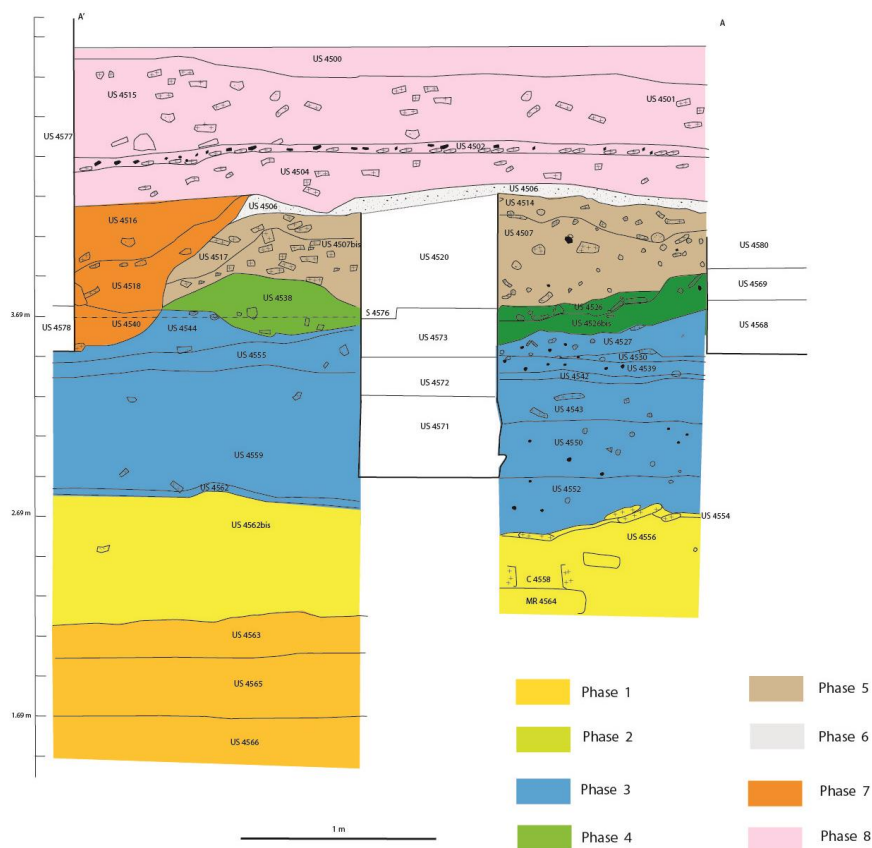 A'
A
US 4500
US 4515
US 4501
US 4577
US 4502
US 4504
US 4506
US 4506
US 4514
US 4516
US 4507
US 4507bis
US 4517
US 4520
US 4580
US 4518
US 4569
US 4538
US 4526
3.69 m
S 4576
US 4540
US 4544
US 4526bis
US 4568
US 4578
US 4527
US 4573
US 4555
US 4530
US 4539
US 4542
US 4572
US 4543
US 4571
US 4550
US 4559
US 4562
US 4552
2.69 m
US 4554
US 4562bis
US 4556
C 4558
MR 4564
US 4563
US 4565
1.69 m
US 4566
Phase 1
Phase 2
Phase 3
Phase 4
Phase 5
Phase 6
Phase 7
Phase 8
1 m